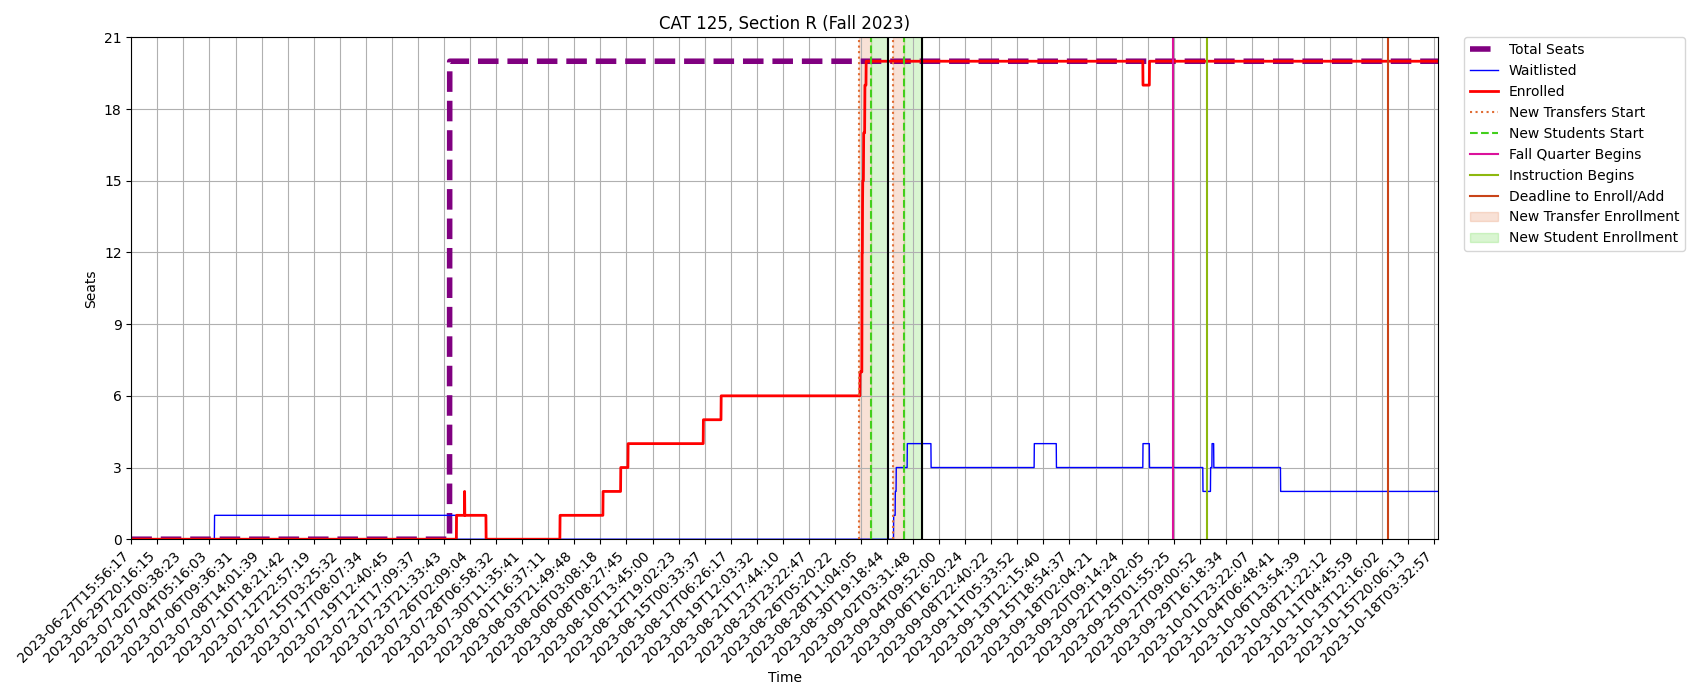 CAT 125, Section R (Fall 2023)
21
18
15
12
9
6
3
0
Seats
2023-06-27T15:56:17
2023-06-29T20:16:15
2023-07-02T00:38:23
2023-07-04T05:16:03
2023-07-06T09:36:31
2023-07-08T14:01:39
2023-07-10T18:21:42
2023-07-12T22:57:19
2023-07-15T03:25:32
2023-07-17T08:07:34
2023-07-19T12:40:45
2023-07-21T17:09:37
2023-07-23T21:33:43
2023-07-26T02:09:04
2023-07-28T06:58:32
2023-07-30T11:35:41
2023-08-01T16:37:11
2023-08-03T21:49:48
2023-08-06T03:08:18
2023-08-08T08:27:45
2023-08-10T13:45:00
2023-08-12T19:02:23
2023-08-15T00:33:37
2023-08-17T06:26:17
2023-08-19T12:03:32
2023-08-21T17:44:10
2023-08-23T23:22:47
2023-08-26T05:20:22
2023-08-28T11:04:05
2023-08-30T19:18:44
2023-09-02T03:31:48
2023-09-04T09:52:00
2023-09-06T16:20:24
2023-09-08T22:40:22
2023-09-11T05:33:52
2023-09-13T12:15:40
2023-09-15T18:54:37
2023-09-18T02:04:21
2023-09-20T09:14:24
2023-09-22T19:02:05
2023-09-25T01:55:25
2023-09-27T09:00:52
2023-09-29T16:18:34
2023-10-01T23:22:07
2023-10-04T06:48:41
2023-10-06T13:54:39
2023-10-08T21:22:12
2023-10-11T04:45:59
2023-10-13T12:16:02
2023-10-15T20:06:13
2023-10-18T03:32:57
Time
Total Seats
Waitlisted
Enrolled
New Transfers Start
New Students Start
Fall Quarter Begins
Instruction Begins
Deadline to Enroll/Add
New Transfer Enrollment
New Student Enrollment